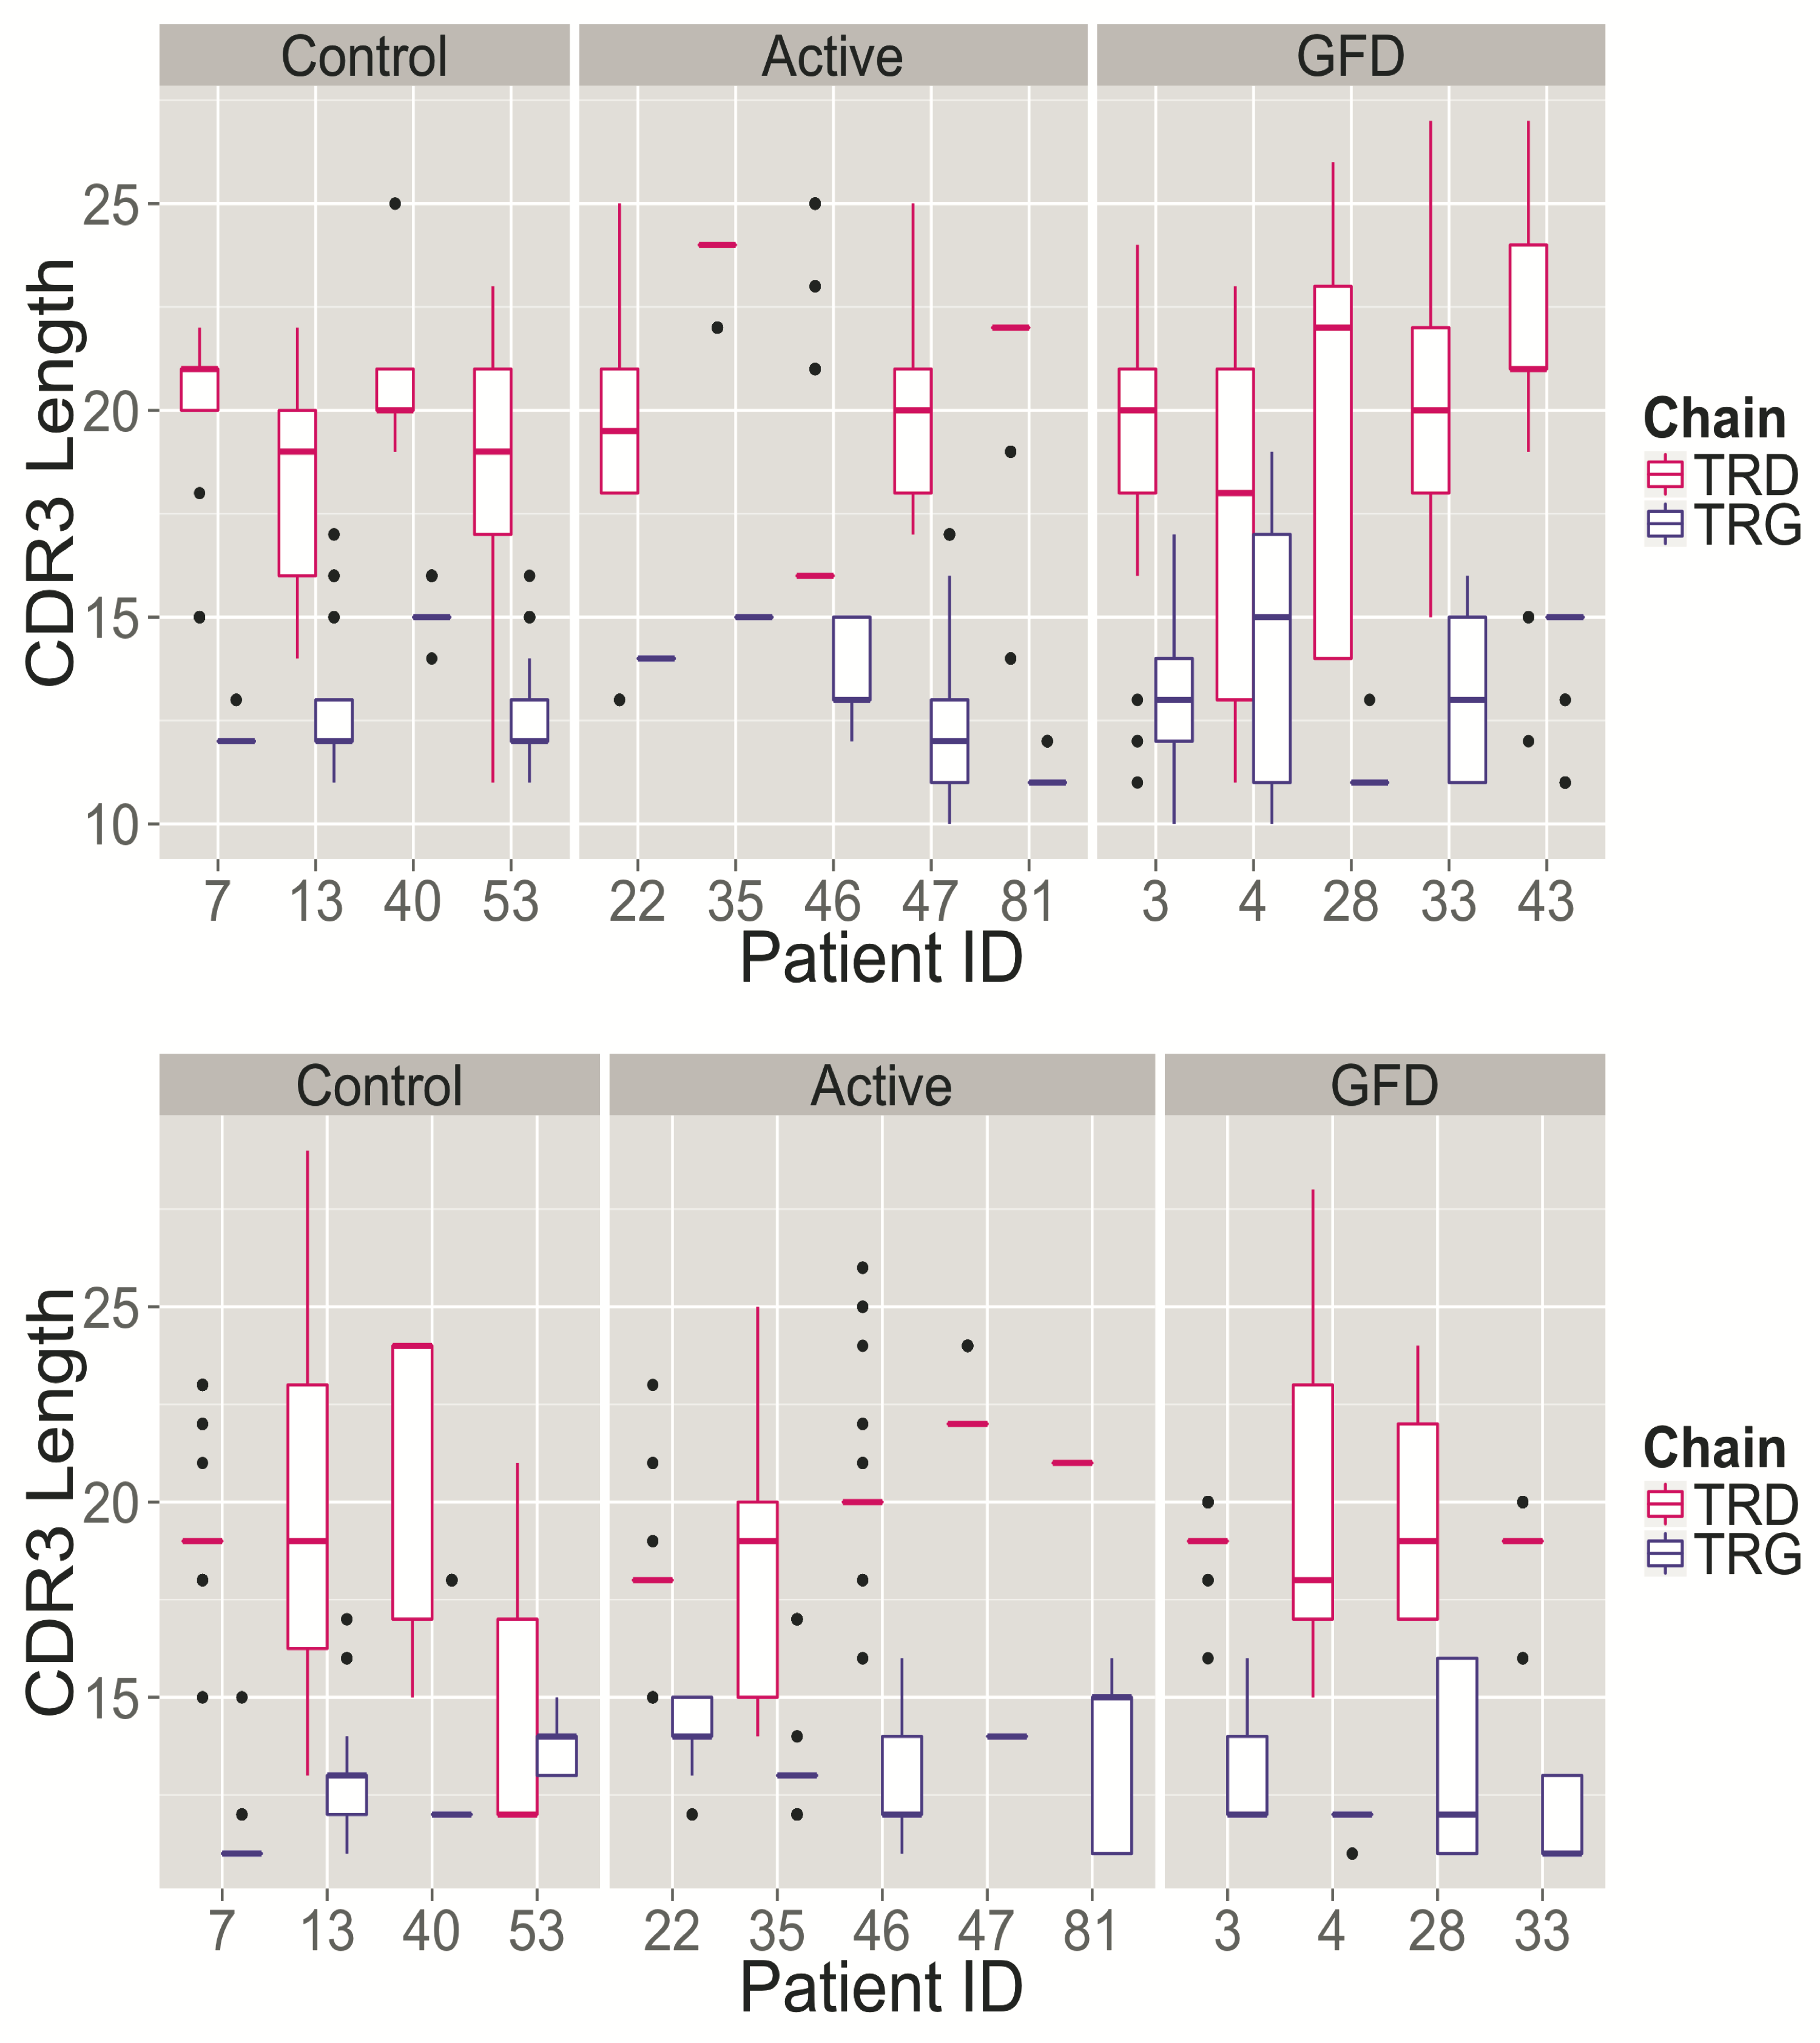 Control Active GFD
25
20
15
10
CDR3 Length
7 13 40 53 22 35 46 47 81 3 4 28 33 43
Patient ID
Chain
TRD
TRG
Control Active GFD
25
20
15
CDR3 Length
7 13 40 53 22 35 46 47 81 3 4 28 33
Patient ID
Chain
TRD
TRG